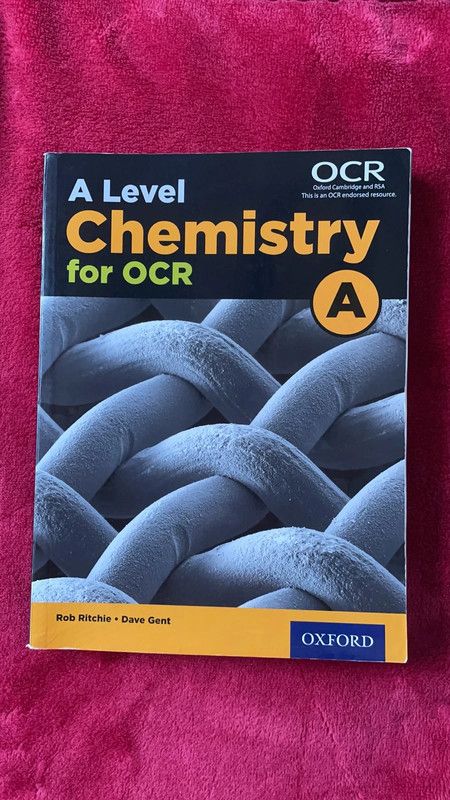 OCR
Oxford Cambridge and RSA
This is an OCR endorsed resource.
A Level
Chemistry
for OCR
A
Rob Ritchie • Dave Gent
OXFORD